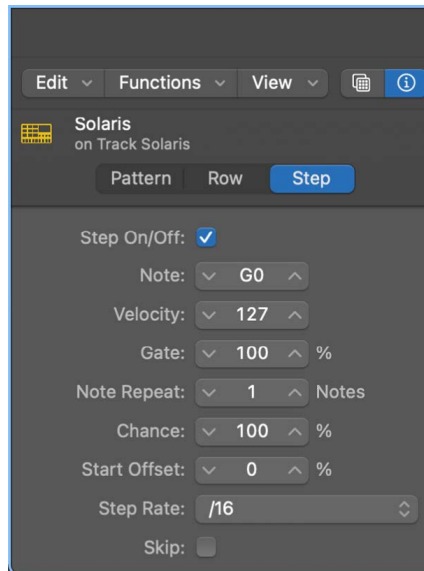 Edit Functions View
Solaris
on Track Solaris
Pattern Row Step
Step On/Off:
Note: G0
Velocity: 127
Gate: 100 %
Note Repeat: 1 Notes
Chance: 100 %
Start Offset: 0 %
Step Rate: /16
Skip: